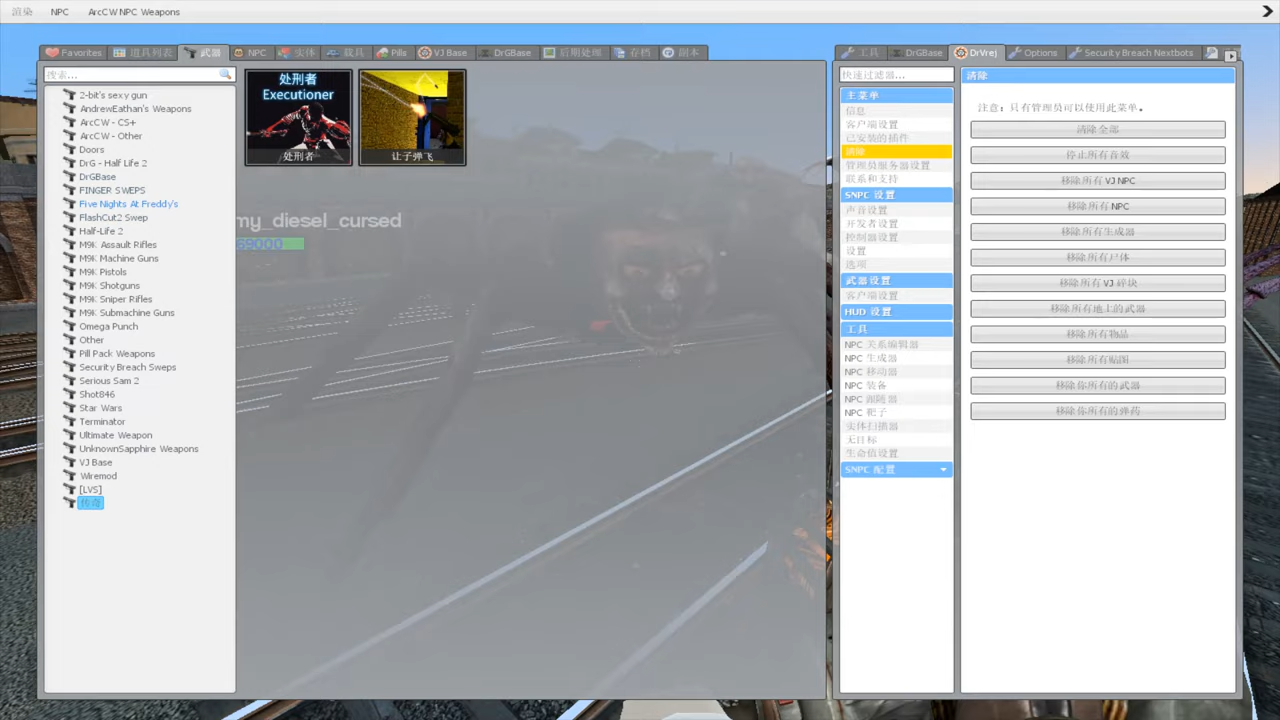 渲染 NPC ArcCW NPC Weapons
Favorites 道具列表 武器 NPC 实体 载具 Pills VJ Base DrGBase 后期处理 存档 副本
搜索...
2-bit's sexy gun
AndrewEathan's Weapons
ArcCW - CS+
ArcCW - Other
Doors
DrG - Half Life 2
DrGBase
FINGER SWEPS
Five Nights At Freddy's
FlashCut2 Swep
Half-Life 2
M9K: Assault Rifles
M9K: Machine Guns
M9K: Pistols
M9K: Shotguns
M9K: Sniper Rifles
M9K: Submachine Guns
Omega Punch
Other
Pill Pack Weapons
Security Breach Sweps
Serious Sam 2
Shot846
Star Wars
Terminator
Ultimate Weapon
UnknownSapphire Weapons
VJ Base
Wiremod
[LVS]
传奇
处刑者
Executioner
处刑者
让子弹飞
my_diesel_cursed
69000
工具 DrGBase DrVrej Options Security Breach Nextbots
快速过滤器...
主菜单
信息
客户端设置
已安装的插件
清除
管理员服务器设置
联系和支持
SNPC 设置
声音设置
开发者设置
控制器设置
设置
选项
武器设置
客户端设置
HUD 设置
工具
NPC 关系编辑器
NPC 生成器
NPC 移动器
NPC 装备
NPC 跟随器
NPC 靶子
实体扫描器
无目标
生命值设置
SNPC 配置
清除
注意：只有管理员可以使用此菜单。
清除全部
停止所有音效
移除所有 VJ NPC
移除所有 NPC
移除所有生成器
移除所有尸体
移除所有 VJ 碎块
移除所有地上的武器
移除所有物品
移除所有贴图
移除你所有的武器
移除你所有的弹药